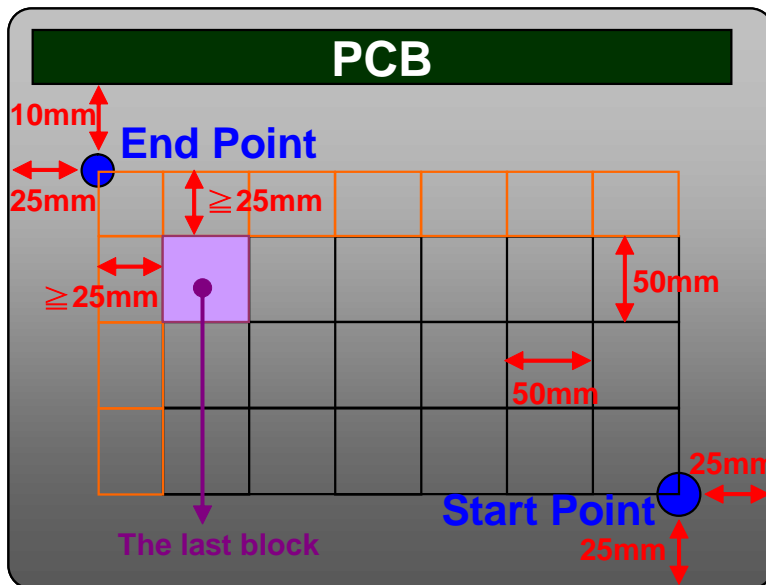 PCB
10mm
End Point
25mm
≧25mm
≧25mm
50mm
50mm
25mm
Start Point
25mm
The last block